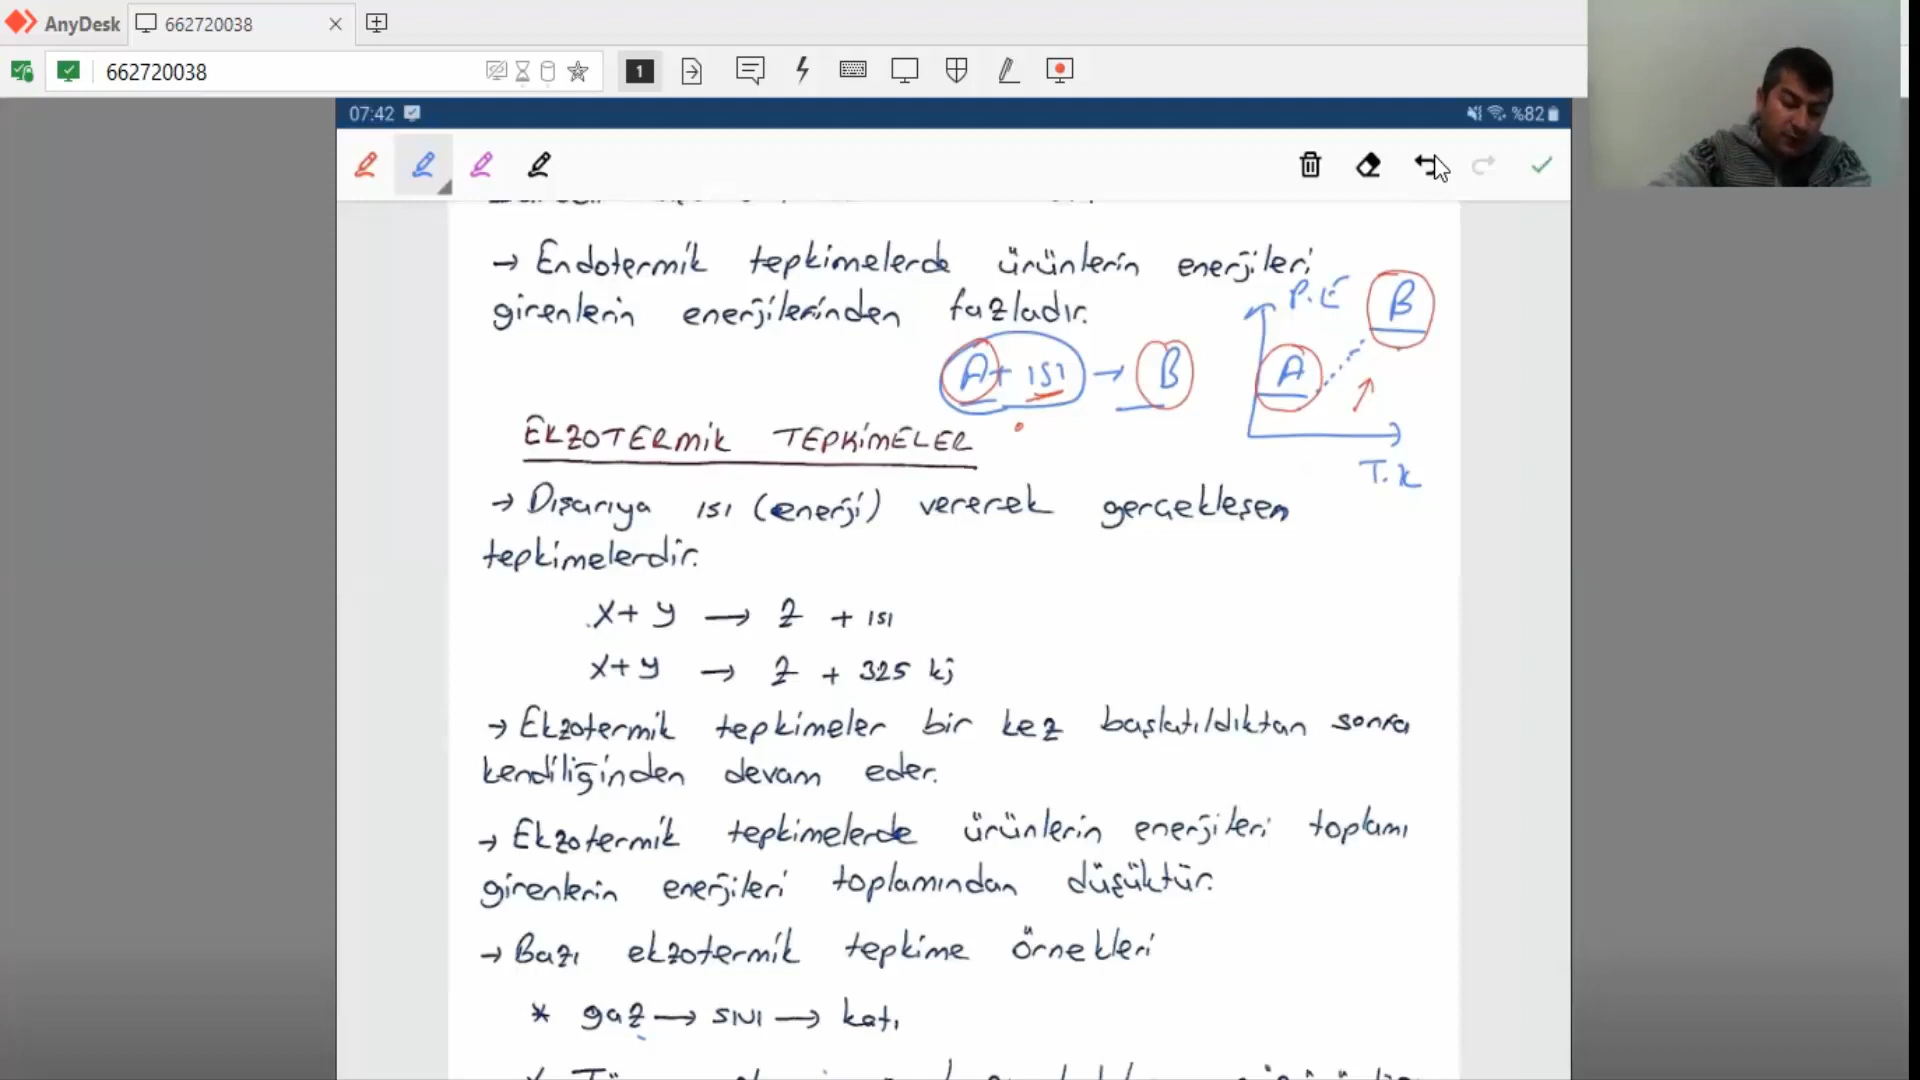 AnyDesk
662720038
662720038
1
07:42
%82
→ Endotermik tepkimelerde ürünlerin enerjileri
girenlerin enerjilerinden fazladır.
P.E
B
A
T.K
A + ısı → B
EKZOTERMİK TEPKİMELER
→ Dışarıya ısı (enerji) vererek gerçekleşen
tepkimelerdir.
X + Y → Z + ısı
X + Y → Z + 325 kj
→ Ekzotermik tepkimeler bir kez başlatıldıktan sonra
kendiliğinden devam eder.
→ Ekzotermik tepkimelerde ürünlerin enerjileri toplamı
girenlerin enerjileri toplamından düşüktür.
→ Bazı ekzotermik tepkime örnekleri
* gaz → sıvı → katı